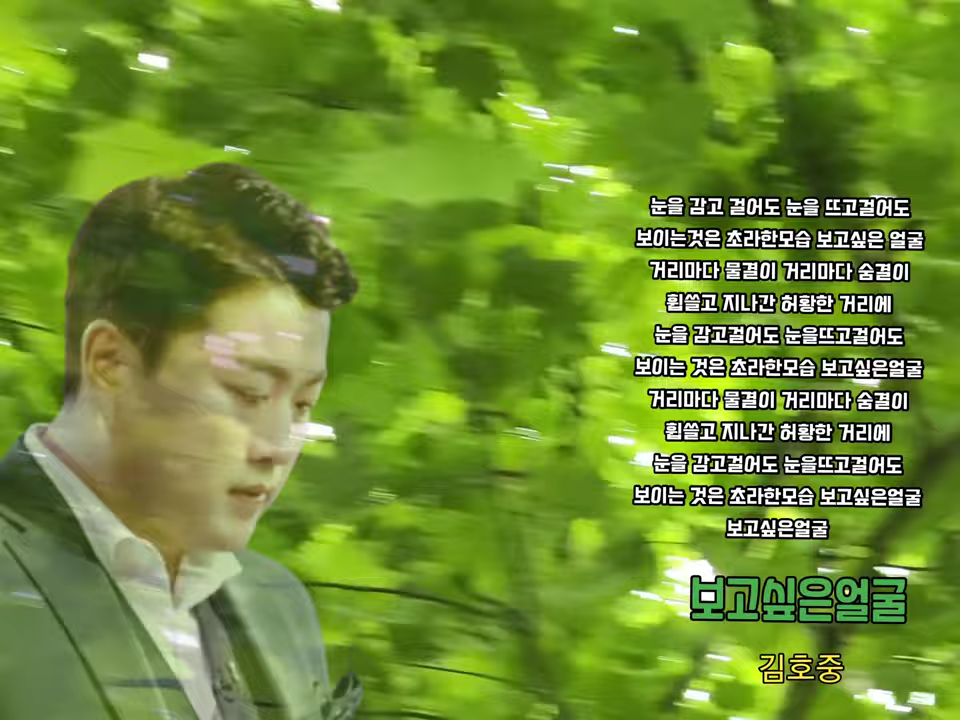 눈을 감고 걸어도 눈을 뜨고걸어도
보이는것은 초라한모습 보고싶은 얼굴
거리마다 물결이 거리마다 숨결이
휩쓸고 지나간 허황한 거리에
눈을 감고걸어도 눈을뜨고걸어도
보이는 것은 초라한모습 보고싶은얼굴
거리마다 물결이 거리마다 숨결이
휩쓸고 지나간 허황한 거리에
눈을 감고걸어도 눈을뜨고걸어도
보이는 것은 초라한모습 보고싶은얼굴
보고싶은얼굴
보고싶은얼굴
김호중